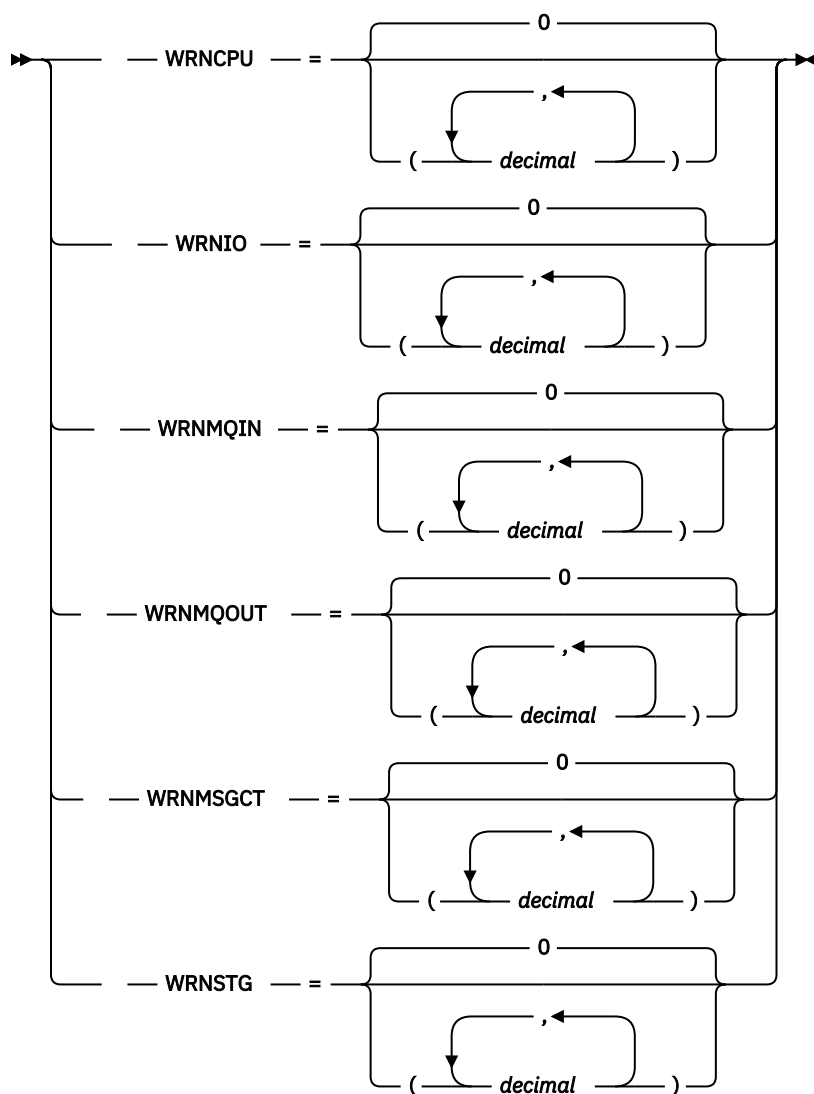 0
WRNCPU =
,
( decimal )
0
WRNIO =
,
( decimal )
0
WRNMQIN =
,
( decimal )
0
WRNMQOUT =
,
( decimal )
0
WRNMSGCT =
,
( decimal )
0
WRNSTG =
,
( decimal )